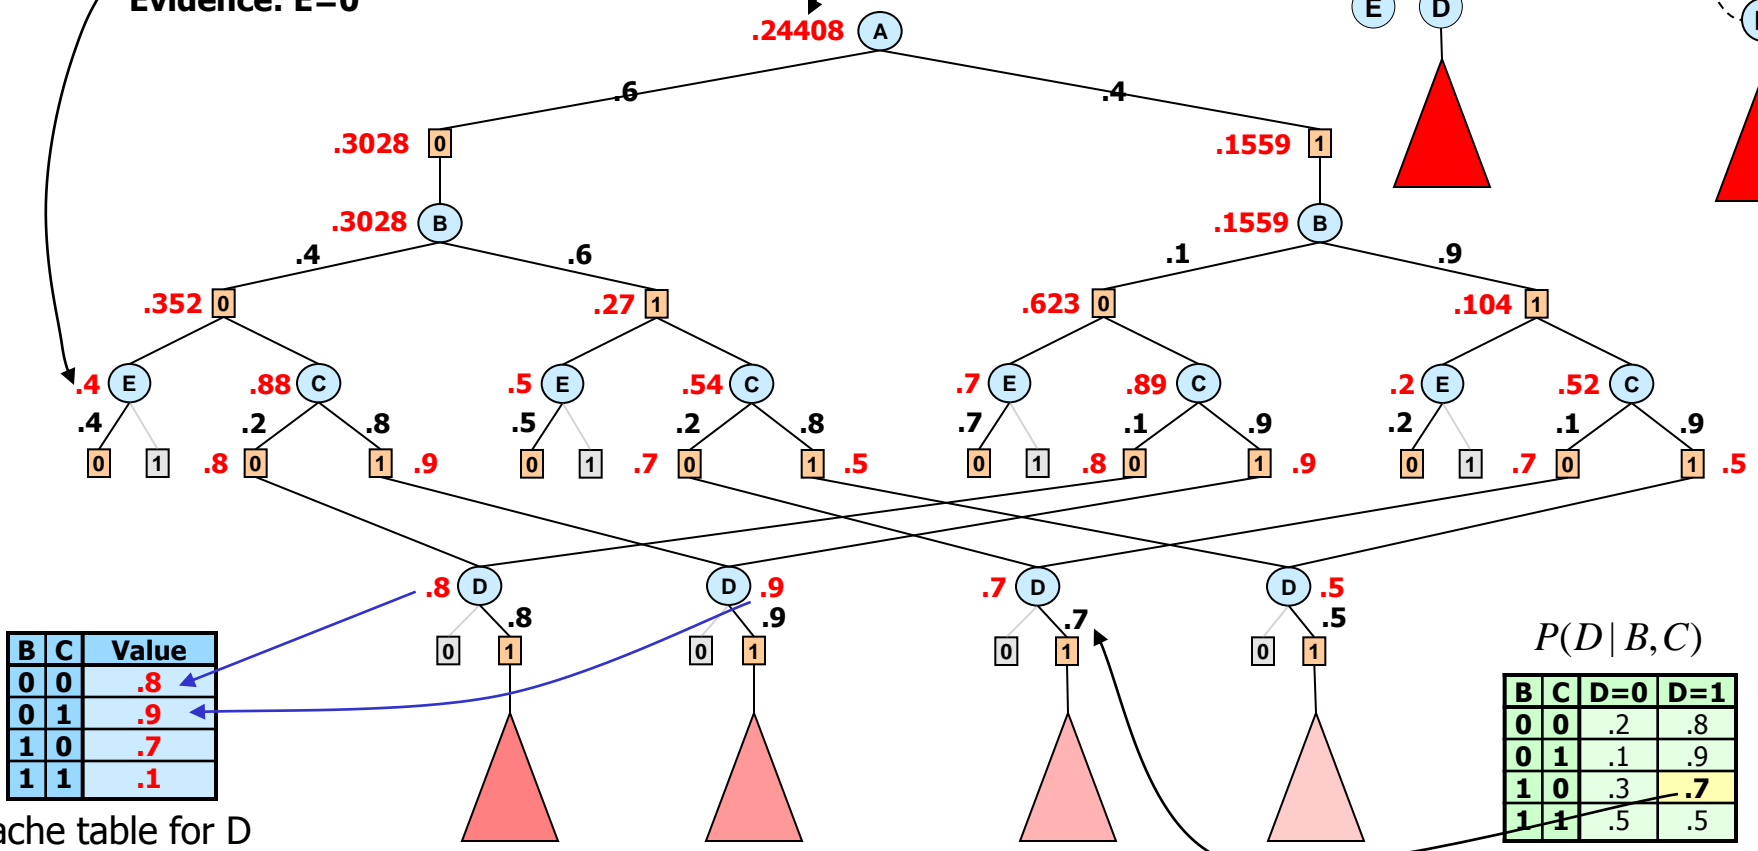 Evidence: E=0
E D
.24408 A
.6 .4
.3028 0 .1559 1
.3028 B .1559 B
.4 .6 .1 .9
.352 0 .27 1 .623 0 .104 1
.4 E .88 C .5 E .54 C .7 E .89 C .2 E .52 C
.4 .2 .8 .5 .2 .8 .7 .1 .9 .2 .1 .9
0 1 .8 0 1 .9 0 1 .7 0 1 .5 0 1 .8 0 1 .9 0 1 .7 0 1 .5
.8 D D .9 .7 D D .5
.8 .9 .7 .5
0 1 0 1 0 1 0 1
B C Value
0 0 .8
0 1 .9
1 0 .7
1 1 .1
ache table for D
P(D | B, C)
B C D=0 D=1
0 0 .2 .8
0 1 .1 .9
1 0 .3 .7
1 1 .5 .5